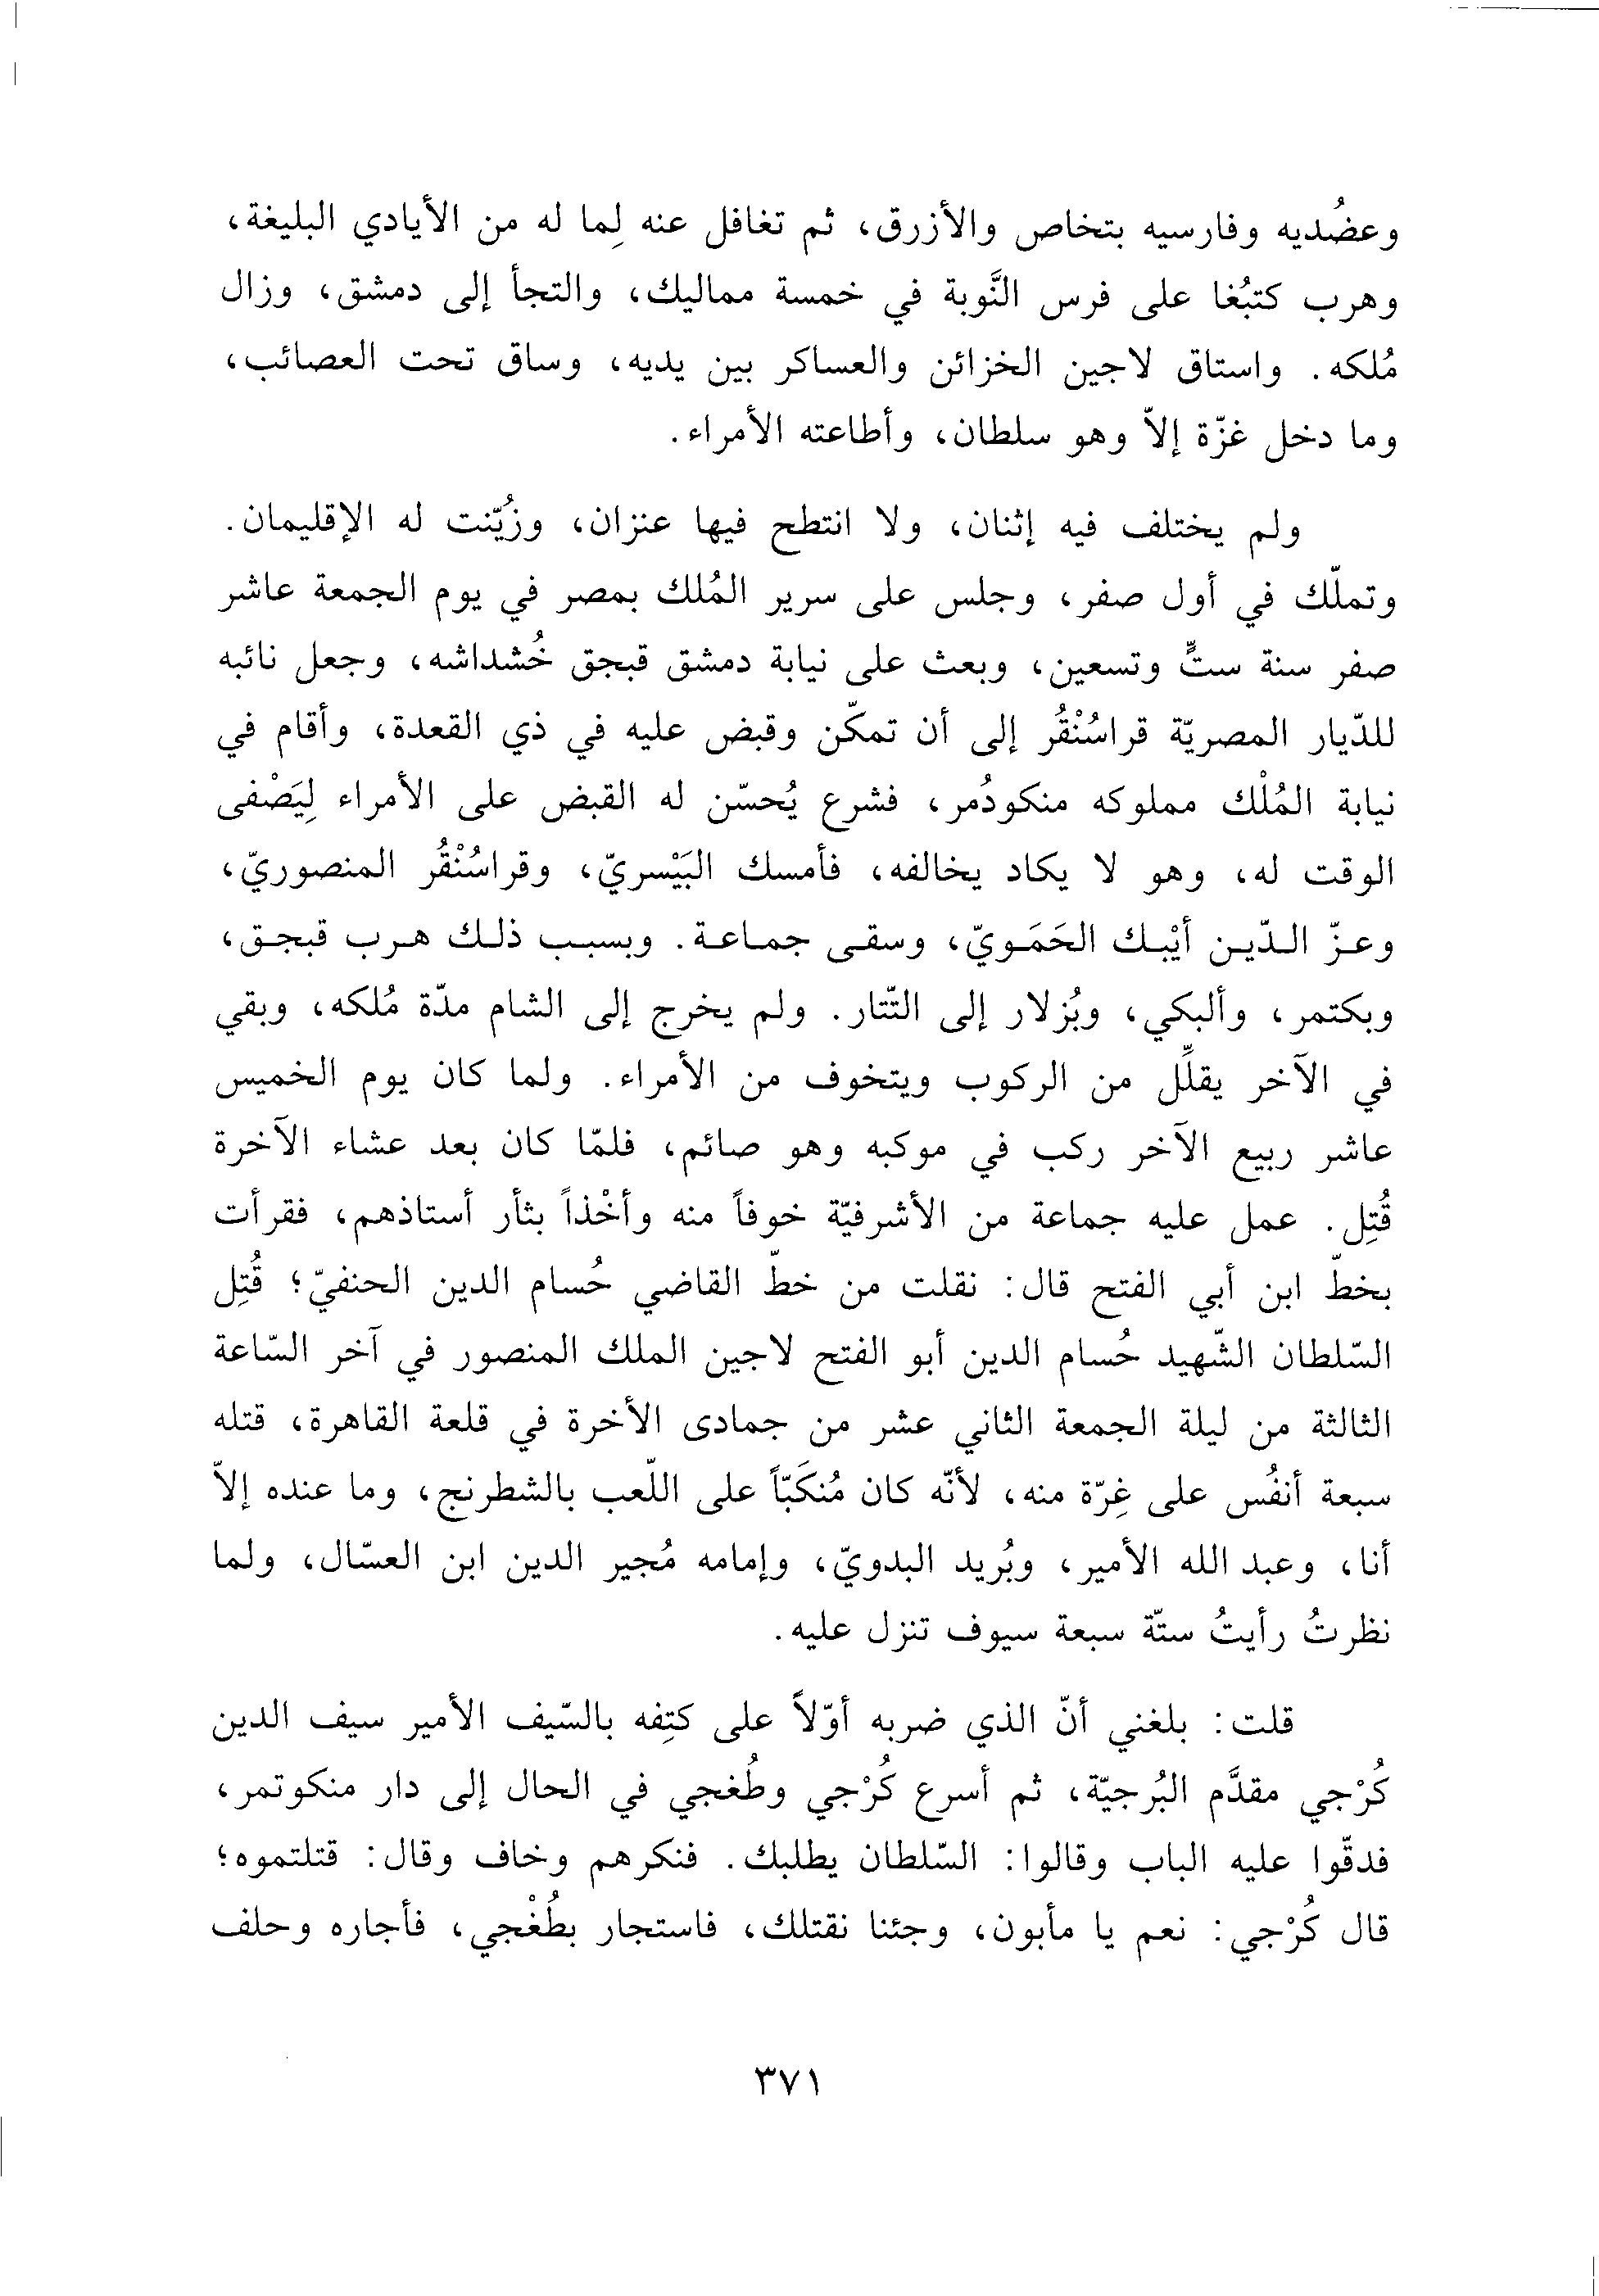 وعضُديه وفارسيه بتخاص والأزرق، ثم تغافل عنه لِما له من الأيادي البليغة،
وهرب كتبُغا على فرس النَّوبة في خمسة مماليك، والتجأ إلى دمشق، وزال
مُلكه. واستاق لاجين الخزائن والعساكر بين يديه، وساق تحت العصائب،
وما دخل غزّة إلاّ وهو سلطان، وأطاعته الأمراء.
ولم يختلف فيه إثنان، ولا انتطح فيها عنزان، وزُيّنت له الإقليمان.
وتملّك في أول صفر، وجلس على سرير المُلك بمصر في يوم الجمعة عاشر
صفر سنة ستٍّ وتسعين، وبعث على نيابة دمشق قبجق خُشداشه، وجعل نائبه
للدّيار المصريّة قراسُنْقُر إلى أن تمكّن وقبض عليه في ذي القعدة، وأقام في
نيابة المُلْك مملوكه منكودُمر، فشرع يُحسّن له القبض على الأمراء لِيَصْفى
الوقت له، وهو لا يكاد يخالفه، فأمسك البَيْسريّ، وقراسُنْقُر المنصوريّ،
وعزّ الدّين أيْبك الحَمَويّ، وسقى جماعة. وبسبب ذلك هرب قبجق،
وبكتمر، وألبكي، وبُزلار إلى التّتار. ولم يخرج إلى الشام مدّة مُلكه، وبقي
في الآخر يقلِّل من الركوب ويتخوف من الأمراء. ولما كان يوم الخميس
عاشر ربيع الآخر ركب في موكبه وهو صائم، فلمّا كان بعد عشاء الآخرة
قُتِل. عمل عليه جماعة من الأشرفيّة خوفاً منه وأخْذاً بثأر أستاذهم، فقرأت
بخطّ ابن أبي الفتح قال: نقلت من خطّ القاضي حُسام الدين الحنفيّ؛ قُتِل
السّلطان الشّهيد حُسام الدين أبو الفتح لاجين الملك المنصور في آخر السّاعة
الثالثة من ليلة الجمعة الثاني عشر من جمادى الأخرة في قلعة القاهرة، قتله
سبعة أنفُس على غِرّة منه، لأنّه كان مُنكَبّاً على اللّعب بالشطرنج، وما عنده إلاّ
أنا، وعبد الله الأمير، وبُريد البدويّ، وإمامه مُجير الدين ابن العسّال، ولما
نظرتُ رأيتُ ستّة سبعة سيوف تنزل عليه.
قلت: بلغني أنّ الذي ضربه أوّلاً على كتِفه بالسّيف الأمير سيف الدين
كُرْجي مقدَّم البُرجيّة، ثم أسرع كُرْجي وطُغجي في الحال إلى دار منكوتمر،
فدقّوا عليه الباب وقالوا: السّلطان يطلبك. فنكرهم وخاف وقال: قتلتموه؛
قال كُرْجي: نعم يا مأبون، وجئنا نقتلك، فاستجار بطُغْجي، فأجاره وحلف
٣٧١